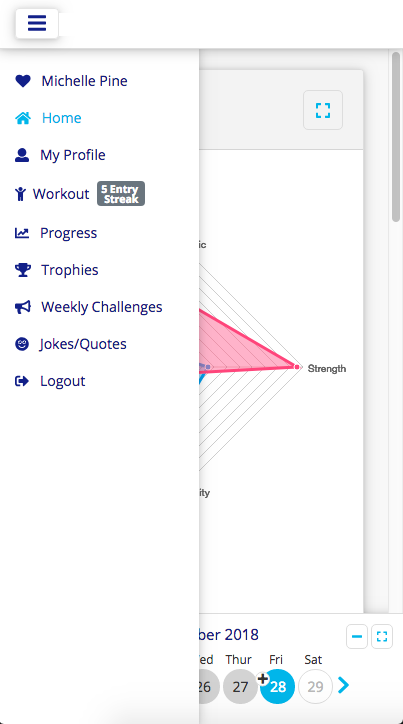 Michelle Pine
Home
My Profile
Workout
5 Entry
Streak
Progress
Trophies
Weekly Challenges
Jokes/Quotes
Logout
ic
Strength
ity
ber 2018
ed Thur Fri Sat
26 27 28 29